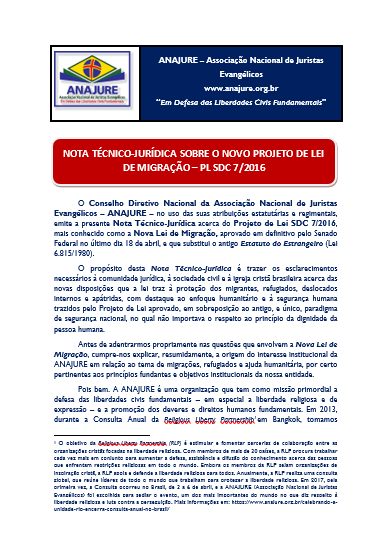 ANAJURE
Associação Nacional de Juristas Evangélicos
Em Defesa das Liberdades Civis Fundamentais
ANAJURE – Associação Nacional de Juristas
Evangélicos
www.anajure.org.br
“Em Defesa das Liberdades Civis Fundamentais”
NOTA TÉCNICO-JURÍDICA SOBRE O NOVO PROJETO DE LEI
DE MIGRAÇÃO – PL SDC 7/2016
O Conselho Diretivo Nacional da Associação Nacional de Juristas
Evangélicos – ANAJURE – no uso das suas atribuições estatutárias e regimentais,
emite a presente Nota Técnico-Jurídica acerca do Projeto de Lei SDC 7/2016,
mais conhecido como a Nova Lei de Migração, aprovado em definitivo pelo Senado
Federal no último dia 18 de abril, e que substitui o antigo Estatuto do Estrangeiro (Lei
6.815/1980).
O propósito desta Nota Técnico-Jurídica é trazer os esclarecimentos
necessários à comunidade jurídica, à sociedade civil e à igreja cristã brasileira acerca das
novas disposições que a lei traz à proteção dos migrantes, refugiados, deslocados
internos e apátridas, com destaque ao enfoque humanitário e à segurança humana
trazidos pelo Projeto de Lei aprovado, em sobreposição ao antigo, e único, paradigma
de segurança nacional, no qual não importava o respeito ao princípio da dignidade da
pessoa humana.
Antes de adentrarmos propriamente nas questões que envolvem a Nova Lei de
Migração, cumpre-nos explicar, resumidamente, a origem do interesse institucional da
ANAJURE em relação ao tema de migrações, refugiados e ajuda humanitária, por certo
pertinentes aos princípios fundantes e objetivos institucionais da nossa entidade.
Pois bem. A ANAJURE é uma organização que tem como missão primordial a
defesa das liberdades civis fundamentais – em especial a liberdade religiosa e de
expressão – e a promoção dos deveres e direitos humanos fundamentais. Em 2013,
durante a Consulta Anual da Religious Liberty Partnership¹ em Bangkok, tomamos
¹ O objetivo da Religious Liberty Partnership (RLP) é estimular e fomentar parcerias de colaboração entre as
organizações cristãs focadas na liberdade religiosa. Com membros de mais de 20 países, a RLP procura trabalhar
cada vez mais em conjunto para aumentar a defesa, assistência e difusão do conhecimento acerca das pessoas
que enfrentam restrições religiosas em todo o mundo. Embora os membros da RLP sejam organizações de
inspiração cristã, a RLP apoia e defende a liberdade religiosa para todos. Anualmente, a RLP realiza uma consulta
global, que reúne líderes de todo o mundo que trabalham para proteger a liberdade religiosa. Em 2017, pela
primeira vez, a Consulta ocorreu no Brasil, de 2 a 6 de abril, e a ANAJURE (Associação Nacional de Juristas
Evangélicos) foi escolhida para sediar o evento, um dos mais importantes do mundo no que diz respeito à
liberdade religiosa e luta contra a perseguição. Mais informações em: https://www.anajure.org.br/celebrando-a-
unidade-rlp-encerra-consulta-anual-no-brasil/